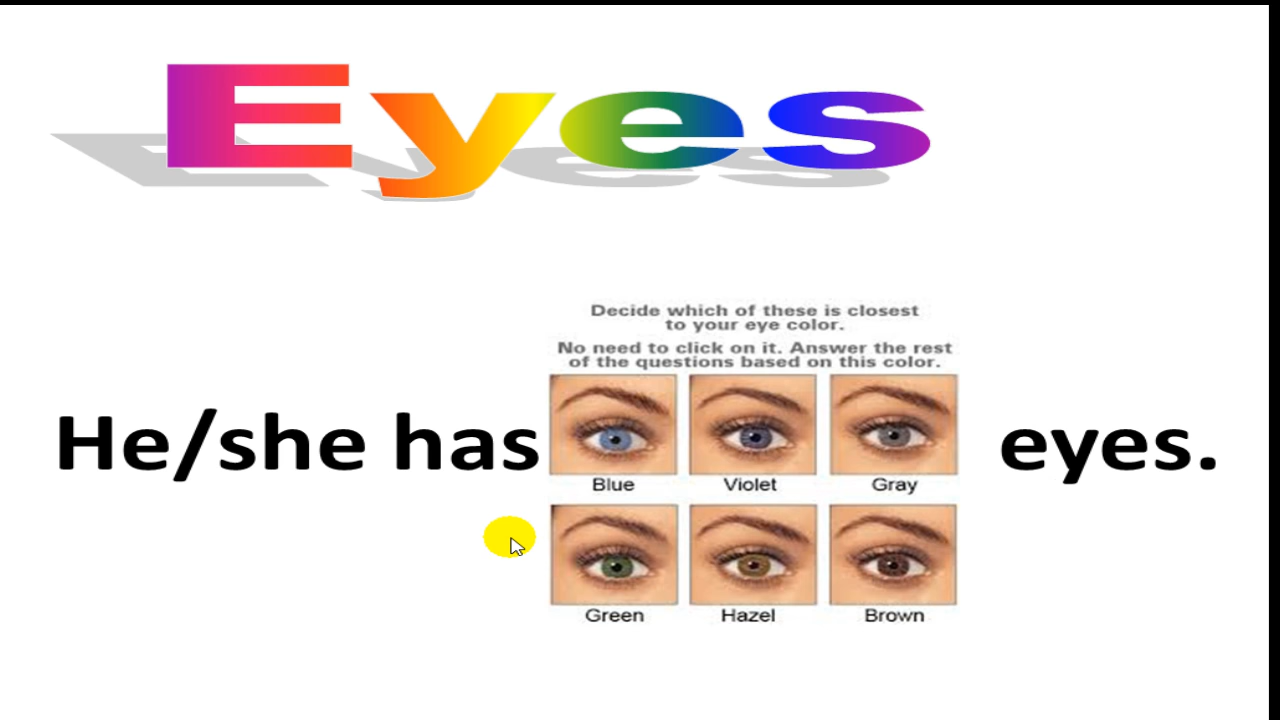 Eyes
Decide which of these is closest
to your eye color.
No need to click on it. Answer the rest
of the questions based on this color.
He/she has eyes.
Blue Violet Gray
Green Hazel Brown